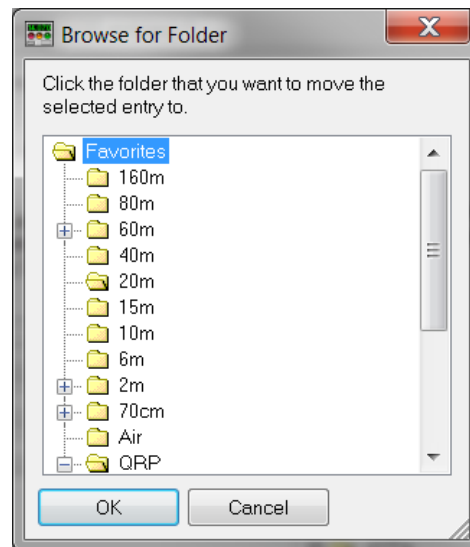 Browse for Folder
Click the folder that you want to move the
selected entry to.
Favorites
160m
80m
60m
40m
20m
15m
10m
6m
2m
70cm
Air
QRP
OK
Cancel